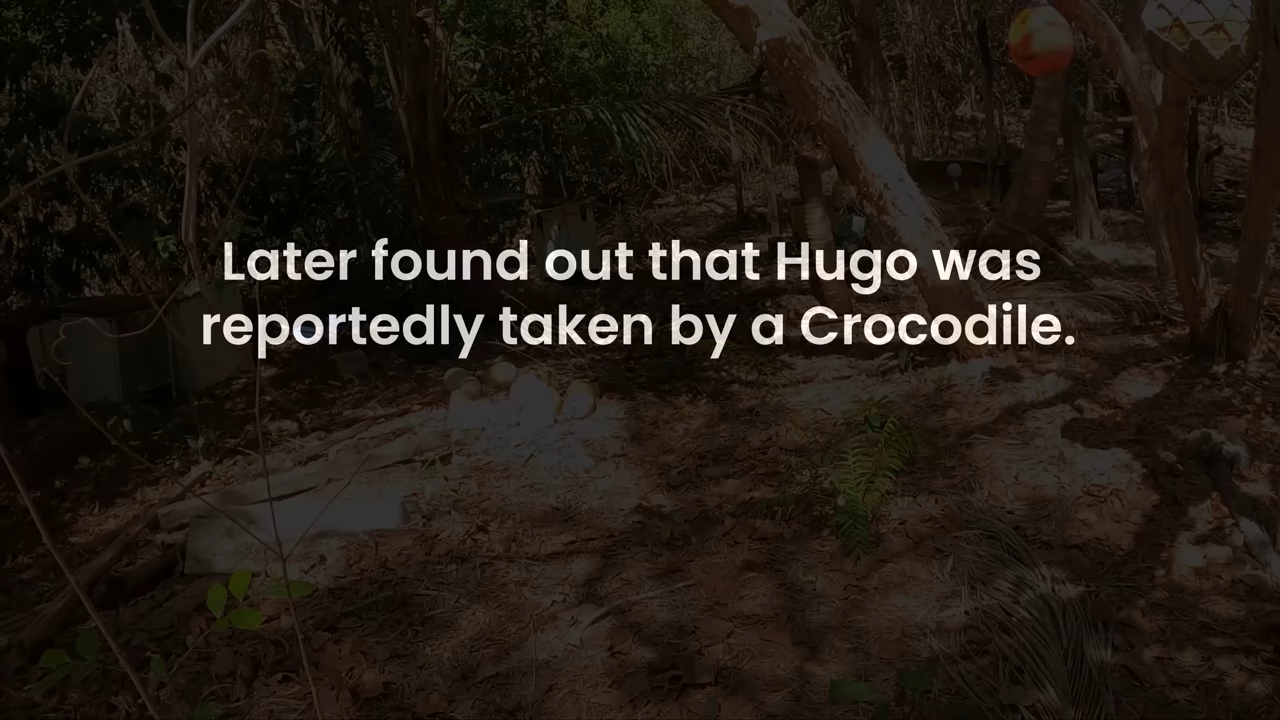 Later found out that Hugo was
reportedly taken by a Crocodile.